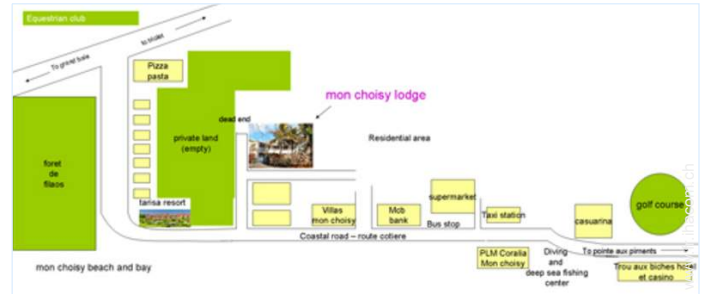 Equestrian club
to triolet
To grand baie
Pizza
pasta
mon choisy lodge
dead end
private land
(empty)
Residential area
foret
de
filaos
tarisa resort
supermarket
golf course
Villas
mon choisy
Mcb
bank
Bus stop
Taxi station
casuarina
Coastal road – route cotiere
PLM Coralia
Mon choisy
Diving
and
deep sea fishing
center
To pointe aux piments
Trou aux biches hotel
et casino
mon choisy beach and bay